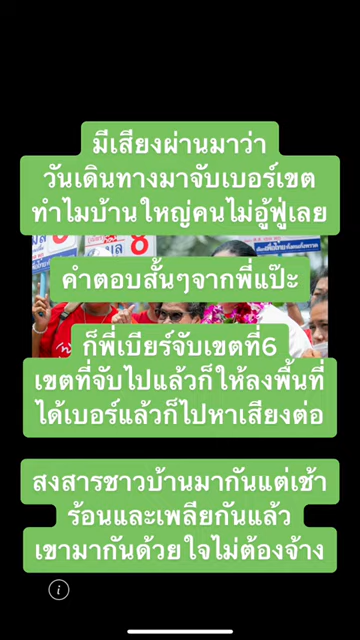 มีเสียงผ่านมาว่า
วันเดินทางมาจับเบอร์เขต
ทำไมบ้านใหญ่คนไม่อู้ฟู่เลย
8
8
คำตอบสั้นๆจากพี่แป๊ะ
ก็พี่เบียร์จับเขตที่6
เขตที่จับไปแล้วก็ให้ลงพื้นที่
ได้เบอร์แล้วก็ไปหาเสียงต่อ
สงสารชาวบ้านมากันแต่เช้า
ร้อนและเพลียกันแล้ว
เขามากันด้วยใจไม่ต้องจ้าง